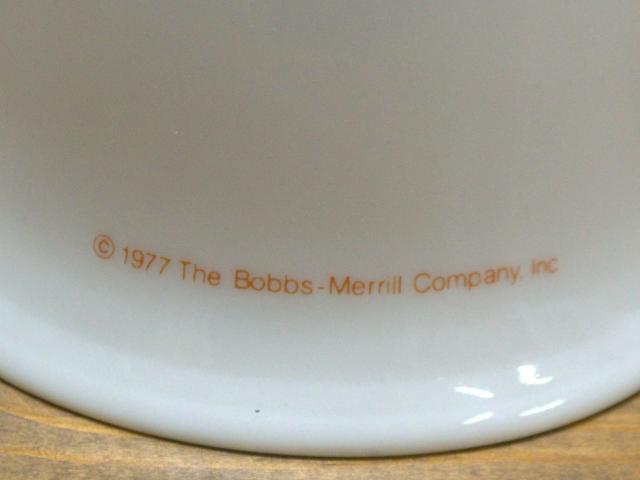 © 1977 The Bobbs-Merrill Company, Inc